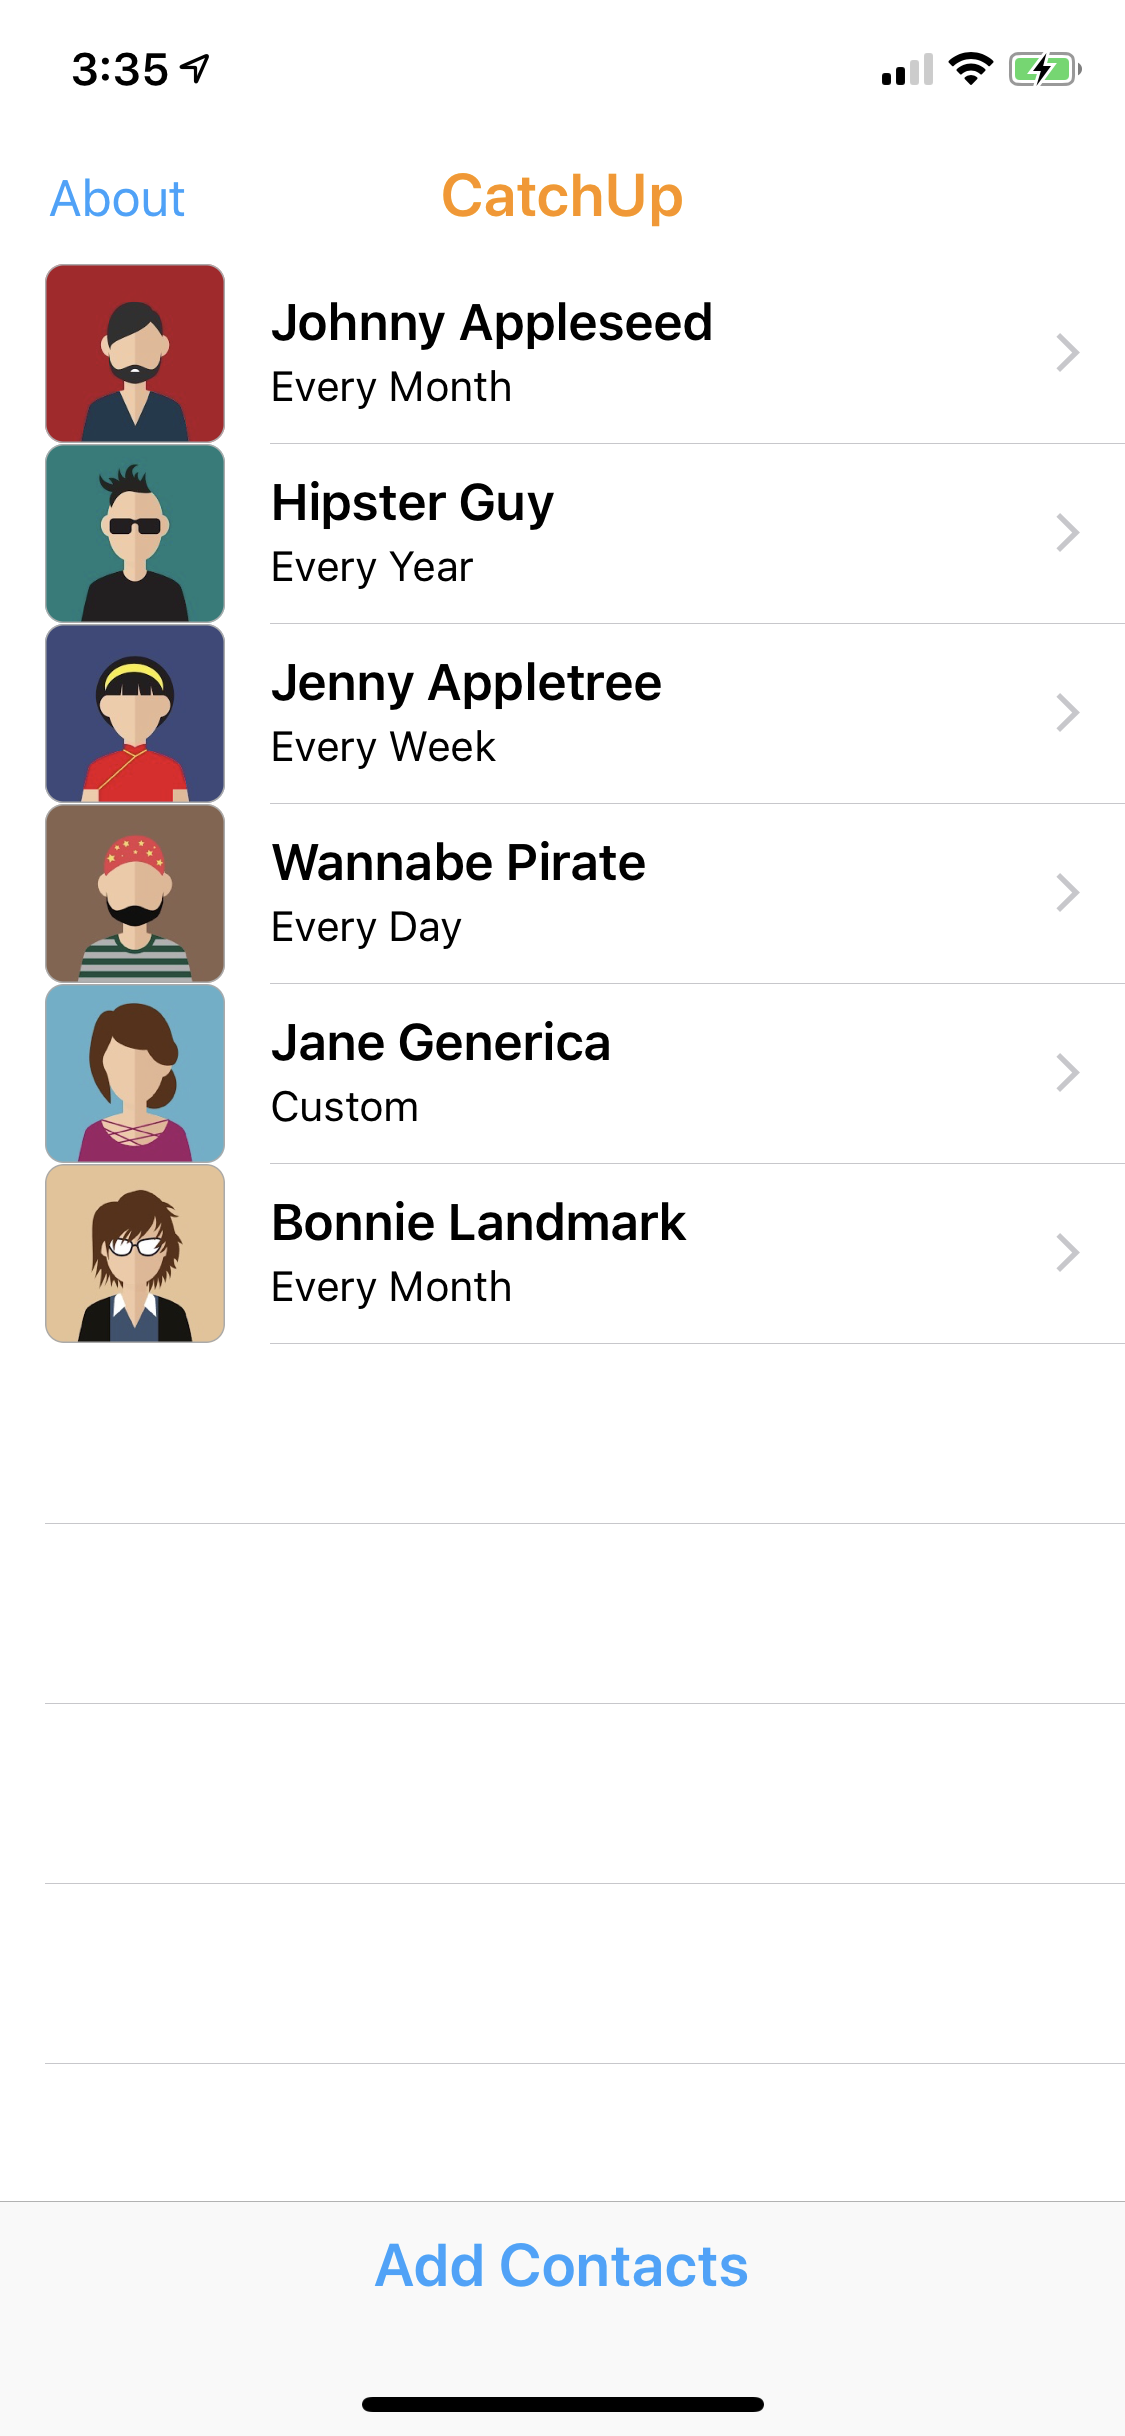 3:35
About
CatchUp
Johnny Appleseed
Every Month
Hipster Guy
Every Year
Jenny Appletree
Every Week
Wannabe Pirate
Every Day
Jane Generica
Custom
Bonnie Landmark
Every Month
Add Contacts